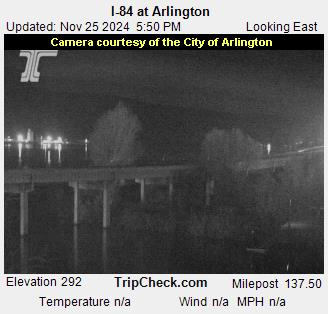 I-84 at Arlington
Updated: Nov 25 2024 5:50 PM Looking East
Camera courtesy of the City of Arlington
Elevation 292 TripCheck.com Milepost 137.50
Temperature n/a Wind n/a MPH n/a